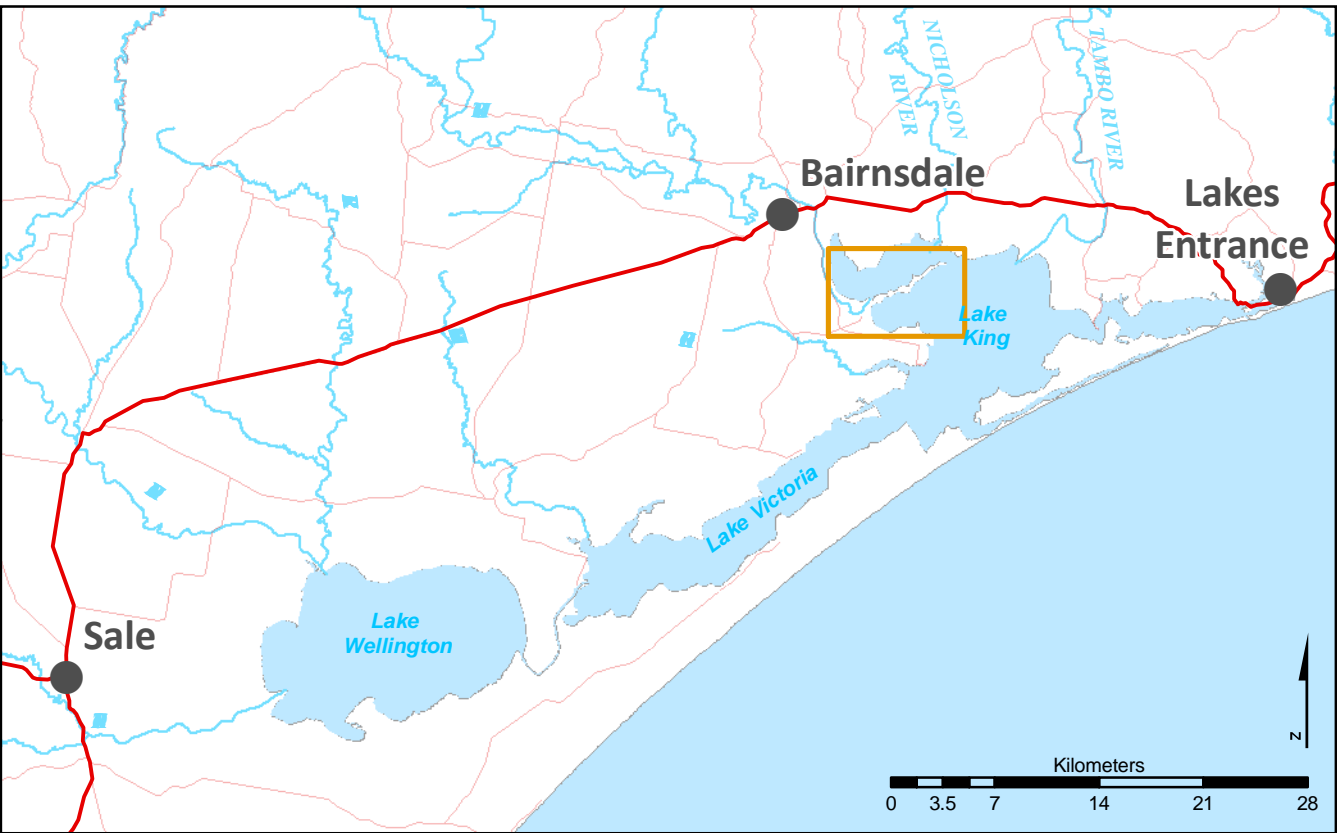 NICHOLSON
RIVER
TAMBO RIVER
Bairnsdale
Lakes
Entrance
Lake
King
Lake Victoria
Lake
Wellington
Sale
Z
Kilometers
0 3.5 7 14 21 28